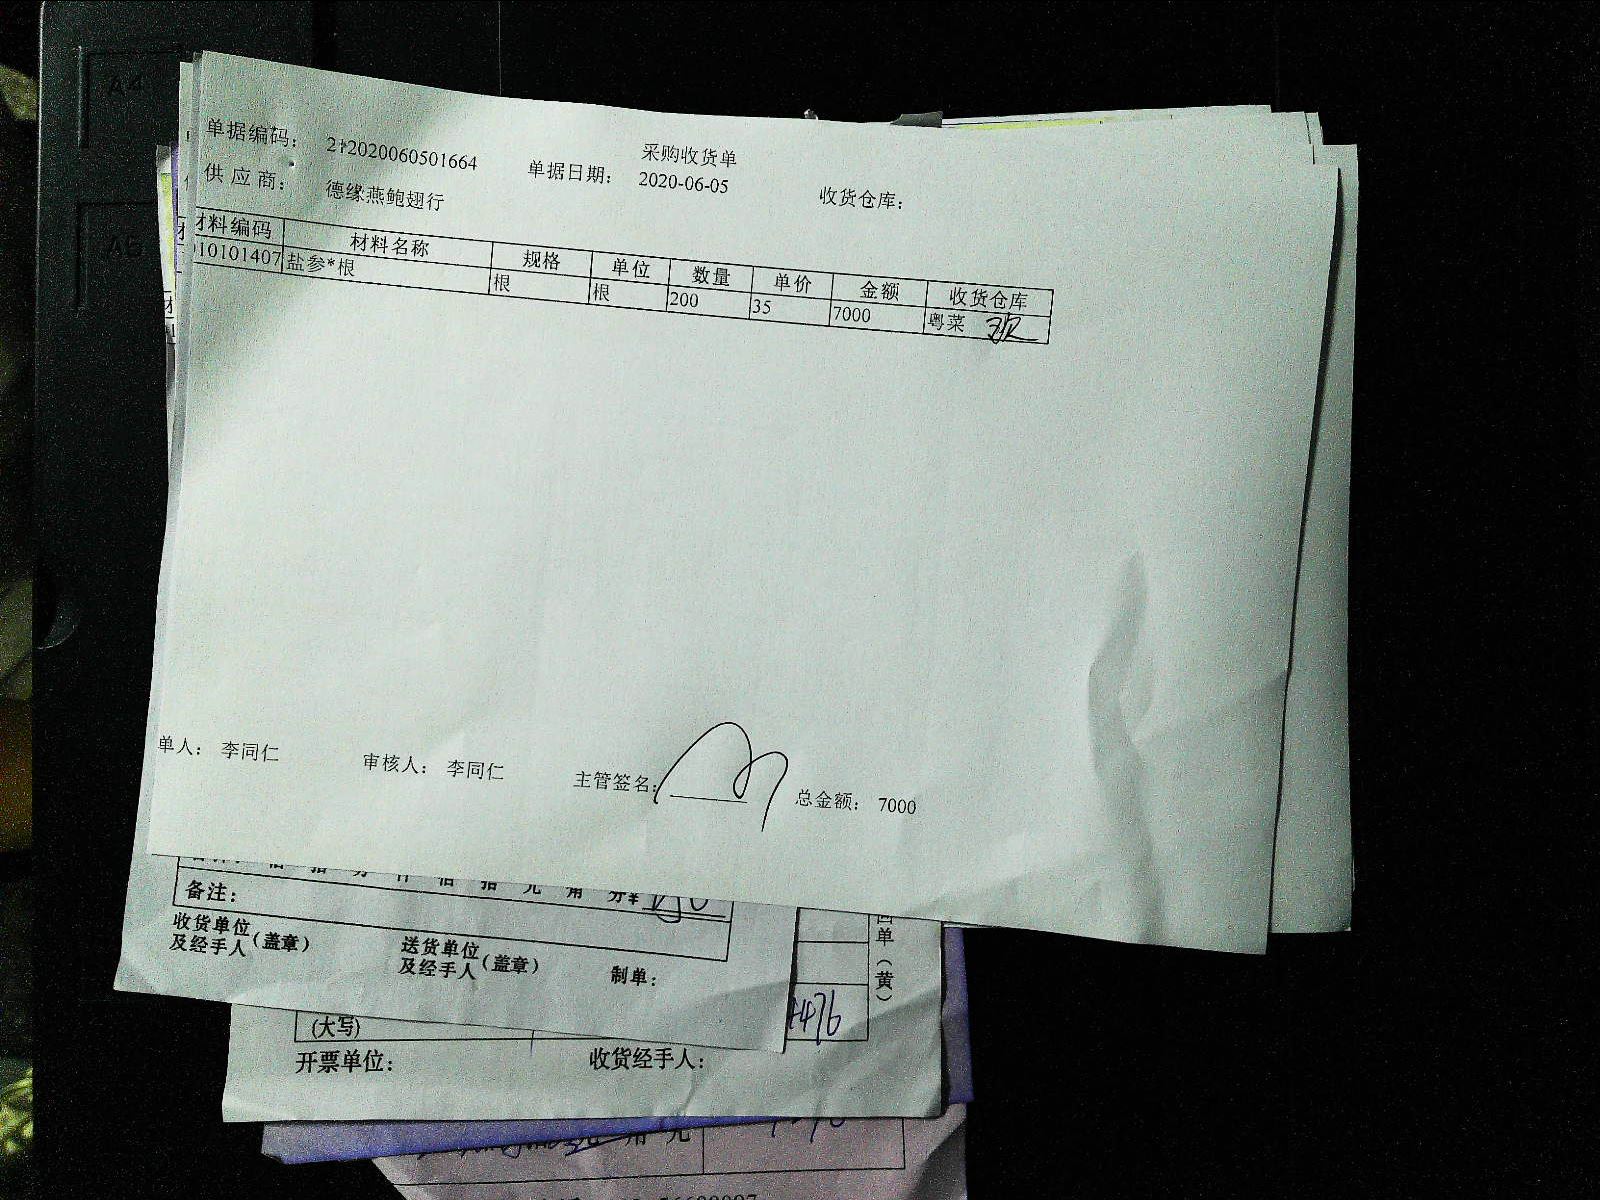 采购收货单
单据编码： 单据日期： 2020-06-05 收货仓库：
供应商： 德缘燕鲍翅行
材料编码 材料名称 规格 单位 数量 单价 金额 收货仓库
10101407 盐参*根 根 根 200 35 7000 粤菜
单人： 李同仁 审核人： 李同仁 主管签名： 总金额： 7000
备注：
收货单位及经手人（盖章） 送货单位及经手人（盖章） 制单：
单（黄）
476
（大写）
开票单位： 收货经手人：
A4
A5